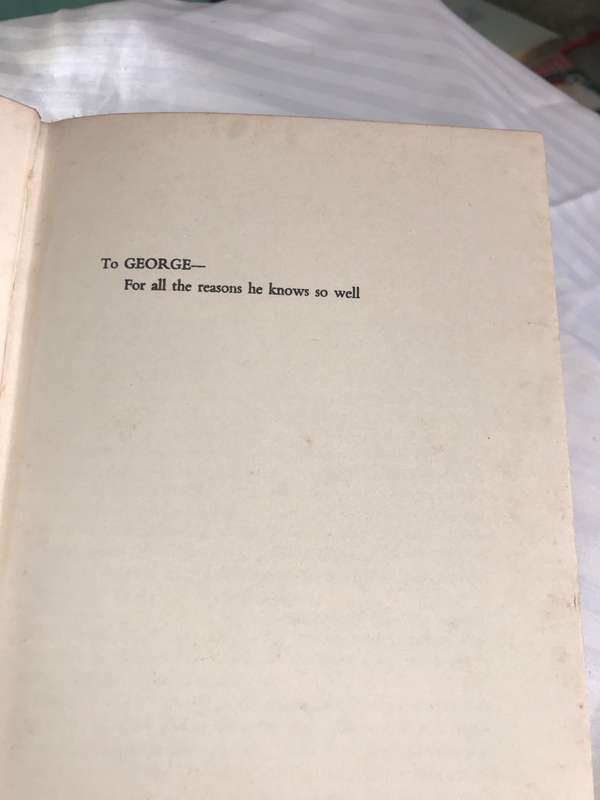 To GEORGE—
For all the reasons he knows so well